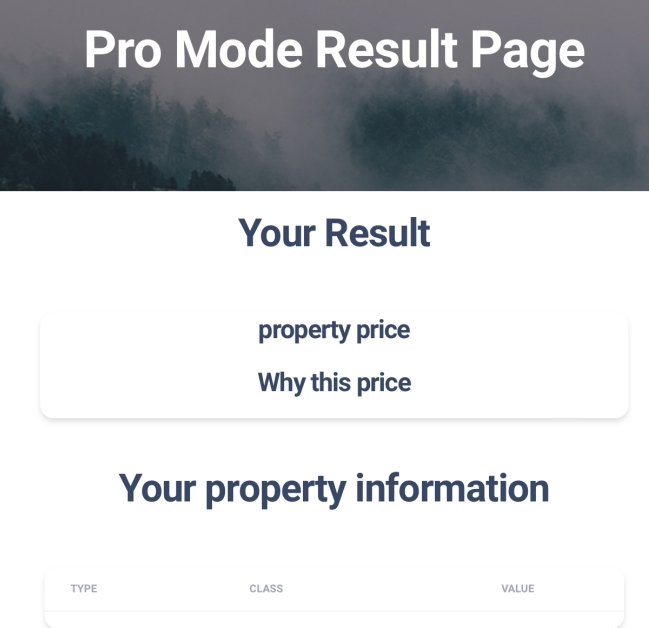 Pro Mode Result Page
Your Result
property price
Why this price
Your property information
TYPE CLASS VALUE